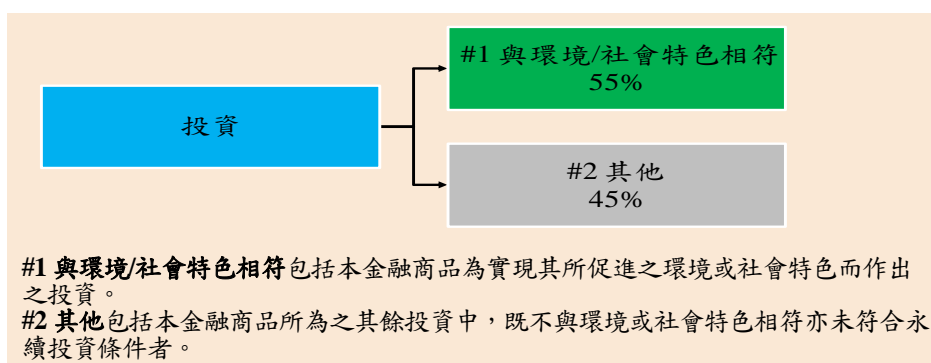 #1 與環境/社會特色相符
55%
投資
#2 其他
45%
#1 與環境/社會特色相符包括本金融商品為實現其所促進之環境或社會特色而作出
之投資。
#2 其他包括本金融商品所為之其餘投資中，既不與環境或社會特色相符亦未符合永
續投資條件者。